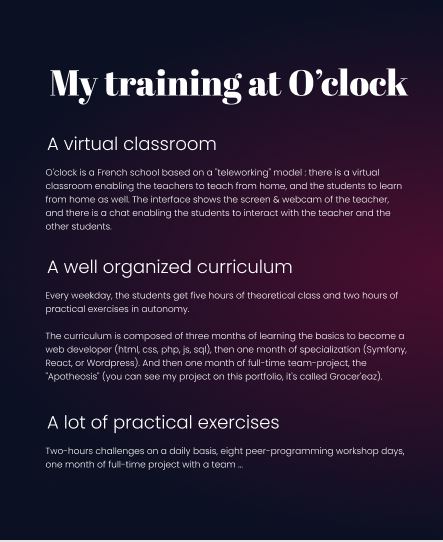 My training at O’clock
A virtual classroom
O'clock is a French school based on a "teleworking" model : there is a virtual
classroom enabling the teachers to teach from home, and the students to learn
from home as well. The interface shows the screen & webcam of the teacher,
and there is a chat enabling the students to interact with the teacher and the
other students.
A well organized curriculum
Every weekday, the students get five hours of theoretical class and two hours of
practical exercises in autonomy.
The curriculum is composed of three months of learning the basics to become a
web developer (html, css, php, js, sql), then one month of specialization (Symfony,
React, or Wordpress). And then one month of full-time team-project, the
"Apotheosis" (you can see my project on this portfolio, it's called Grocer'eaz).
A lot of practical exercises
Two-hours challenges on a daily basis, eight peer-programming workshop days,
one month of full-time project with a team ...